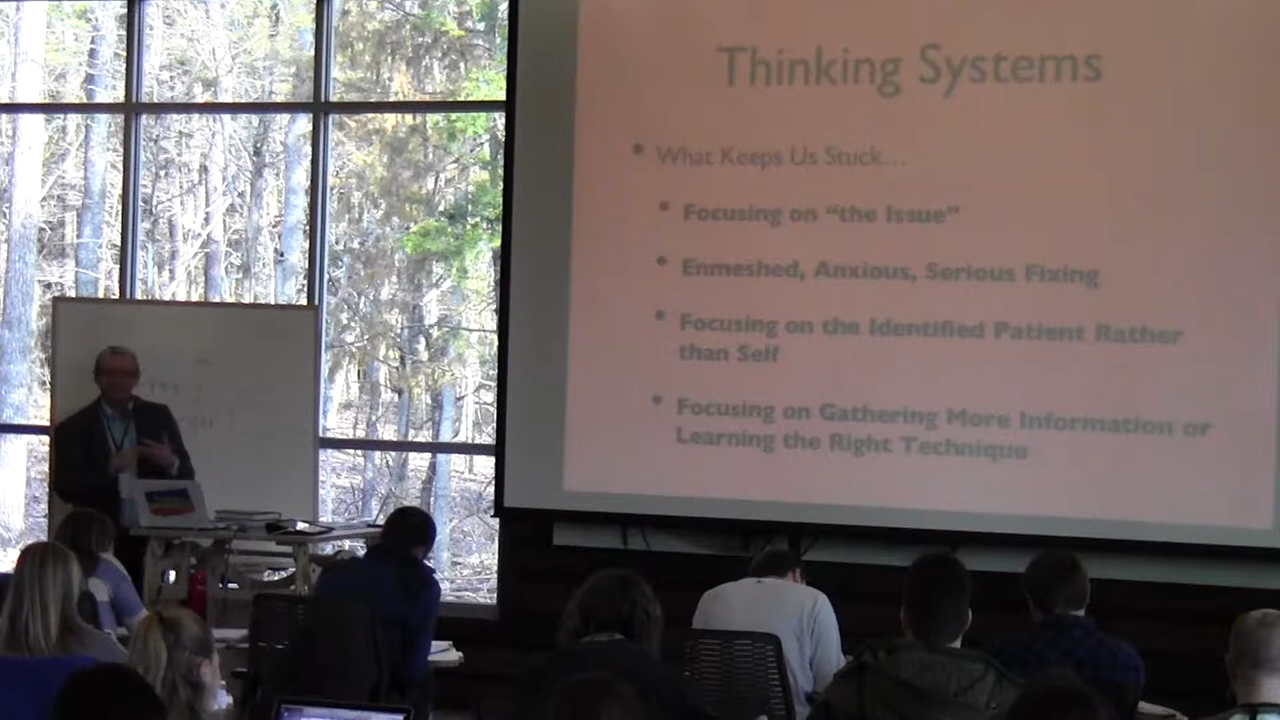 Thinking Systems
• What Keeps Us Stuck...
• Focusing on “the Issue”
• Enmeshed, Anxious, Serious Fixing
• Focusing on the Identified Patient Rather
than Self
• Focusing on Gathering More Information or
Learning the Right Technique